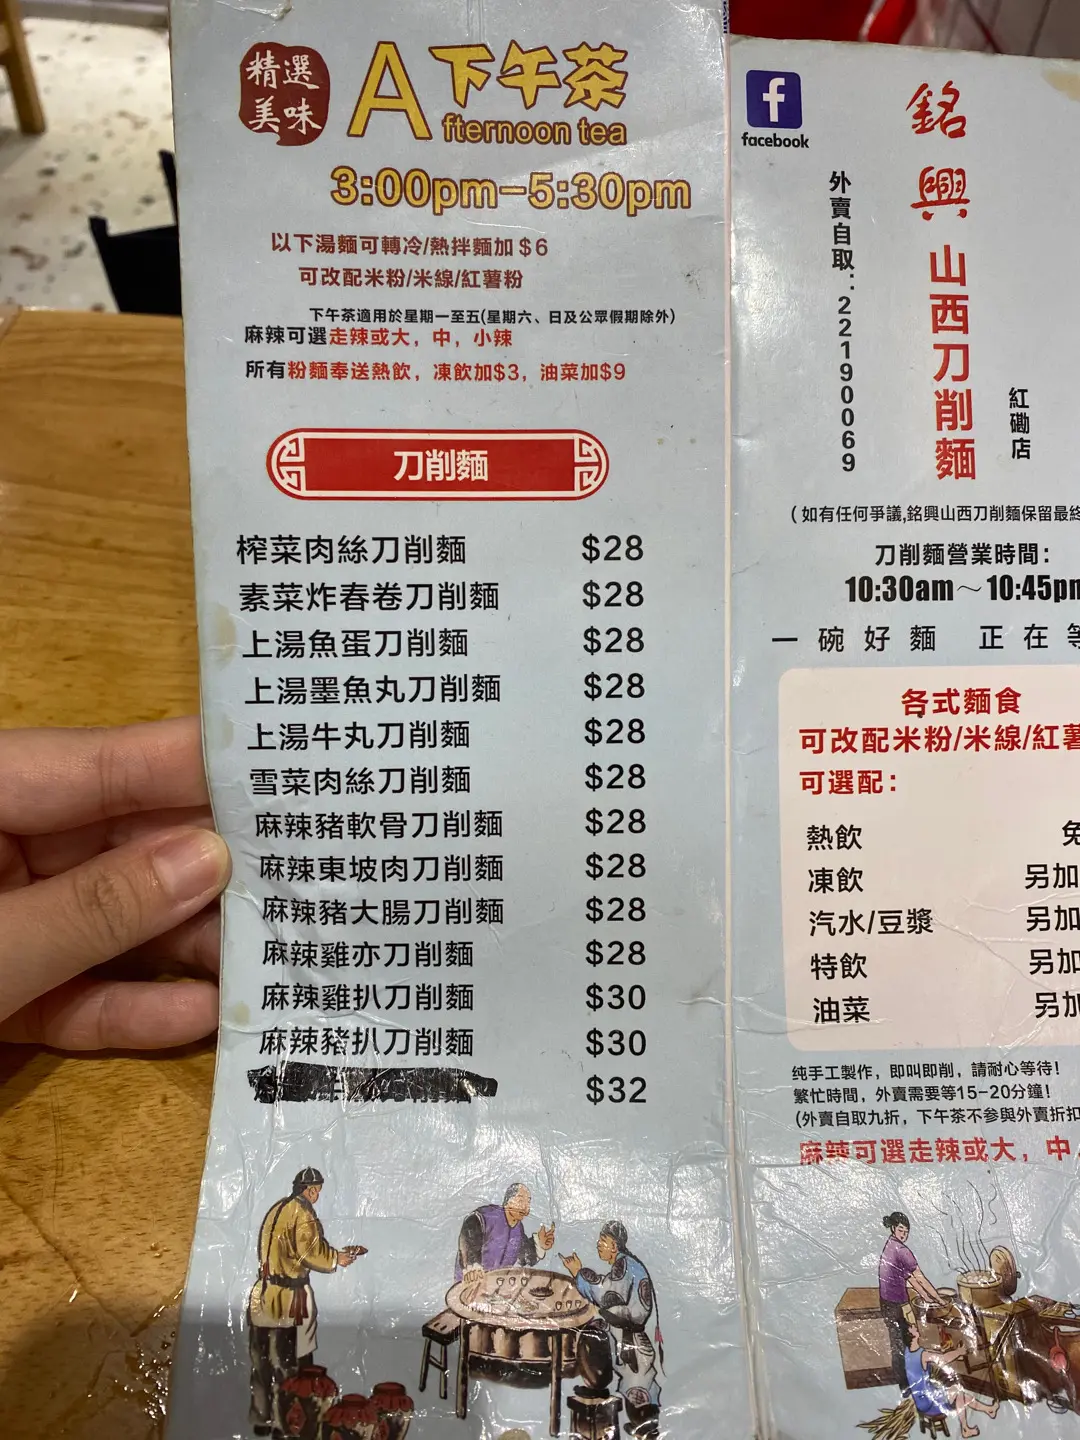 精選
美味
A下午茶
fternoon tea
3:00pm-5:30pm
以下湯麵可轉冷/熱拌麵加$6
可改配米粉/米線/紅薯粉
下午茶適用於星期一至五(星期六、日及公眾假期除外)
麻辣可選走辣或大，中，小辣
所有粉麵奉送熱飲，凍飲加$3，油菜加$9
刀削麵
榨菜肉絲刀削麵 $28
素菜炸春卷刀削麵 $28
上湯魚蛋刀削麵 $28
上湯墨魚丸刀削麵 $28
上湯牛丸刀削麵 $28
雪菜肉絲刀削麵 $28
麻辣豬軟骨刀削麵 $28
麻辣東坡肉刀削麵 $28
麻辣豬大腸刀削麵 $28
麻辣雞亦刀削麵 $28
麻辣雞扒刀削麵 $30
麻辣豬扒刀削麵 $30
$32
f
facebook
外賣自取：22190069
銘興山西刀削麵
紅磡店
(如有任何爭議,銘興山西刀削麵保留最終
刀削麵營業時間：
10:30am～10:45pm
一碗好麵 正在等
各式麵食
可改配米粉/米線/紅薯
可選配：
熱飲 免
凍飲 另加
汽水/豆漿 另加
特飲 另加
油菜 另加
纯手工製作，即叫即削，請耐心等待！
繁忙時間，外賣需要等15-20分鐘！
(外賣自取九折，下午茶不參與外賣折扣
麻辣可選走辣或大，中，